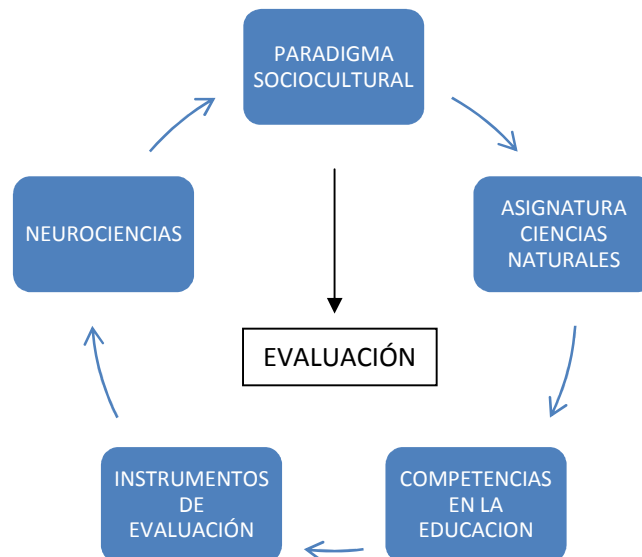 PARADIGMA
SOCIOCULTURAL
ASIGNATURA
CIENCIAS
NATURALES
COMPETENCIAS
EN LA
EDUCACION
INSTRUMENTOS
DE
EVALUACIÓN
NEUROCIENCIAS
EVALUACIÓN